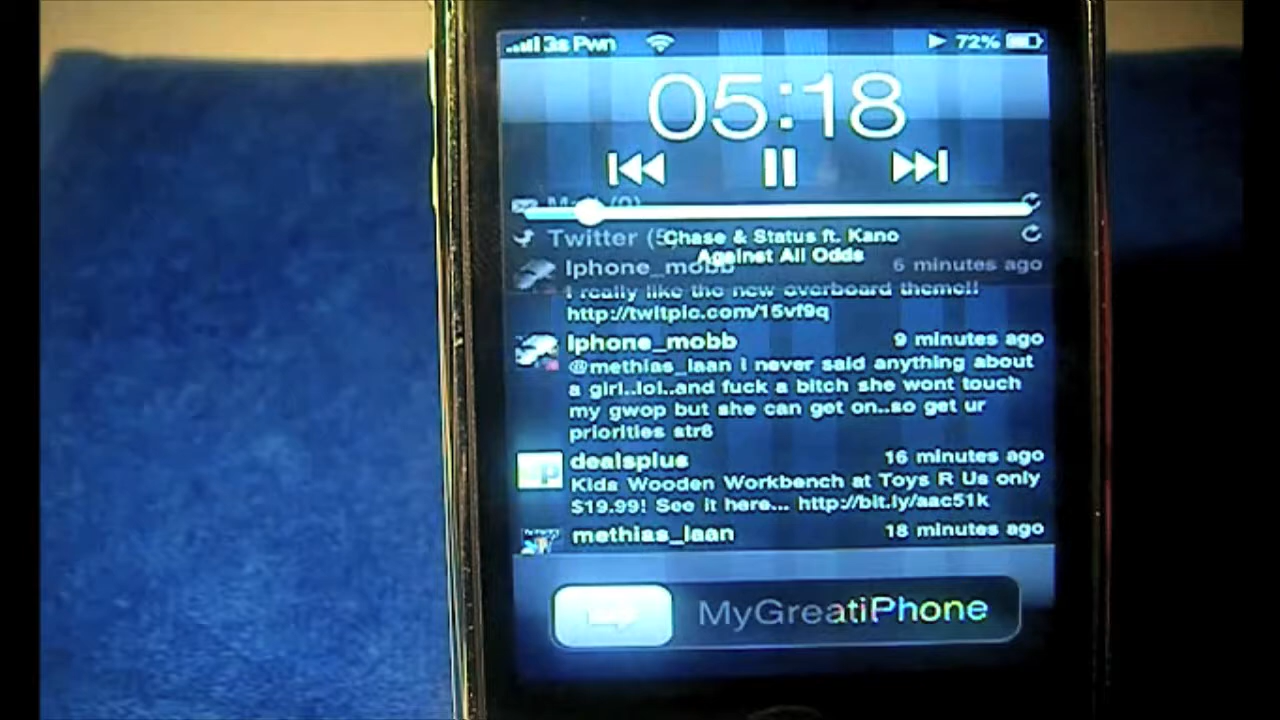 3s Pwn 72%
05:18
Mail (0)
Twitter (5
Chase & Status ft. Kano
Against All Odds
Iphone_mobb 6 minutes ago
I really like the new overboard theme!!
http://twitpic.com/15vf9q
Iphone_mobb 9 minutes ago
@methias_laan I never said anything about
a girl..lol..and fuck a bitch she wont touch
my gwop but she can get on..so get ur
priorities str8
dealsplus 16 minutes ago
Kids Wooden Workbench at Toys R Us only
$19.99! See it here... http://bit.ly/aac51k
methias_laan 18 minutes ago
MyGreatiPhone